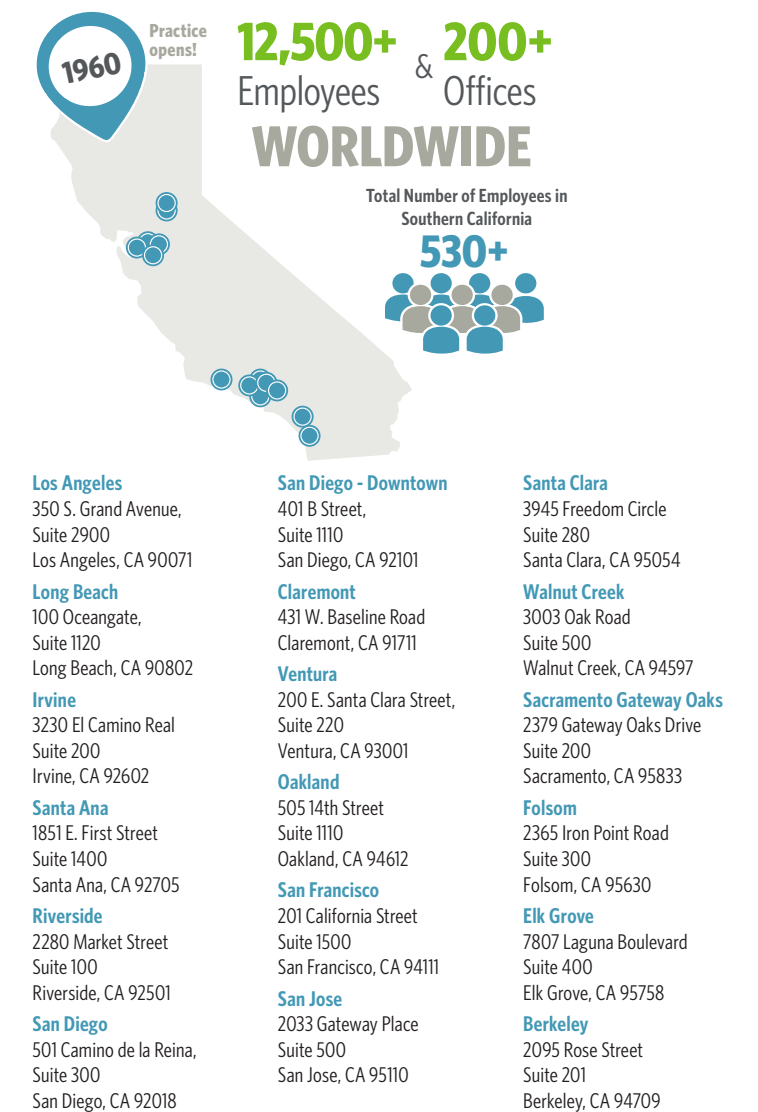 1960
Practice
opens!
12,500+
Employees
&
200+
Offices
WORLDWIDE
Total Number of Employees in
Southern California
530+
Los Angeles
350 S. Grand Avenue,
Suite 2900
Los Angeles, CA 90071
Long Beach
100 Oceangate,
Suite 1120
Long Beach, CA 90802
Irvine
3230 El Camino Real
Suite 200
Irvine, CA 92602
Santa Ana
1851 E. First Street
Suite 1400
Santa Ana, CA 92705
Riverside
2280 Market Street
Suite 100
Riverside, CA 92501
San Diego
501 Camino de la Reina,
Suite 300
San Diego, CA 92018
San Diego - Downtown
401 B Street,
Suite 1110
San Diego, CA 92101
Claremont
431 W. Baseline Road
Claremont, CA 91711
Ventura
200 E. Santa Clara Street,
Suite 220
Ventura, CA 93001
Oakland
505 14th Street
Suite 1110
Oakland, CA 94612
San Francisco
201 California Street
Suite 1500
San Francisco, CA 94111
San Jose
2033 Gateway Place
Suite 500
San Jose, CA 95110
Santa Clara
3945 Freedom Circle
Suite 280
Santa Clara, CA 95054
Walnut Creek
3003 Oak Road
Suite 500
Walnut Creek, CA 94597
Sacramento Gateway Oaks
2379 Gateway Oaks Drive
Suite 200
Sacramento, CA 95833
Folsom
2365 Iron Point Road
Suite 300
Folsom, CA 95630
Elk Grove
7807 Laguna Boulevard
Suite 400
Elk Grove, CA 95758
Berkeley
2095 Rose Street
Suite 201
Berkeley, CA 94709